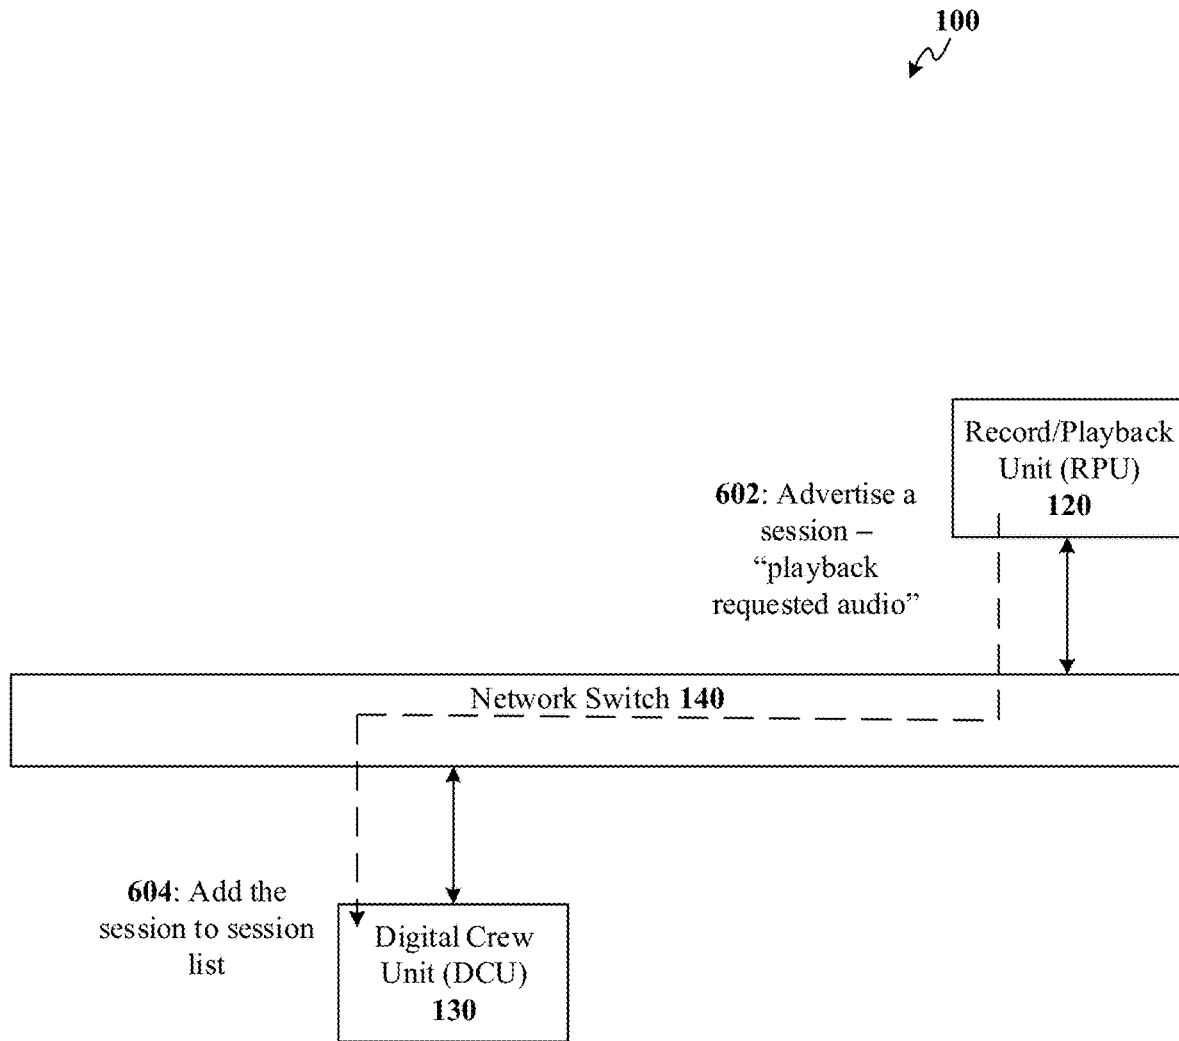 100
Record/Playback
Unit (RPU)
120
602: Advertise a
session –
“playback
requested audio”
Network Switch 140
604: Add the
session to session
list
Digital Crew
Unit (DCU)
130